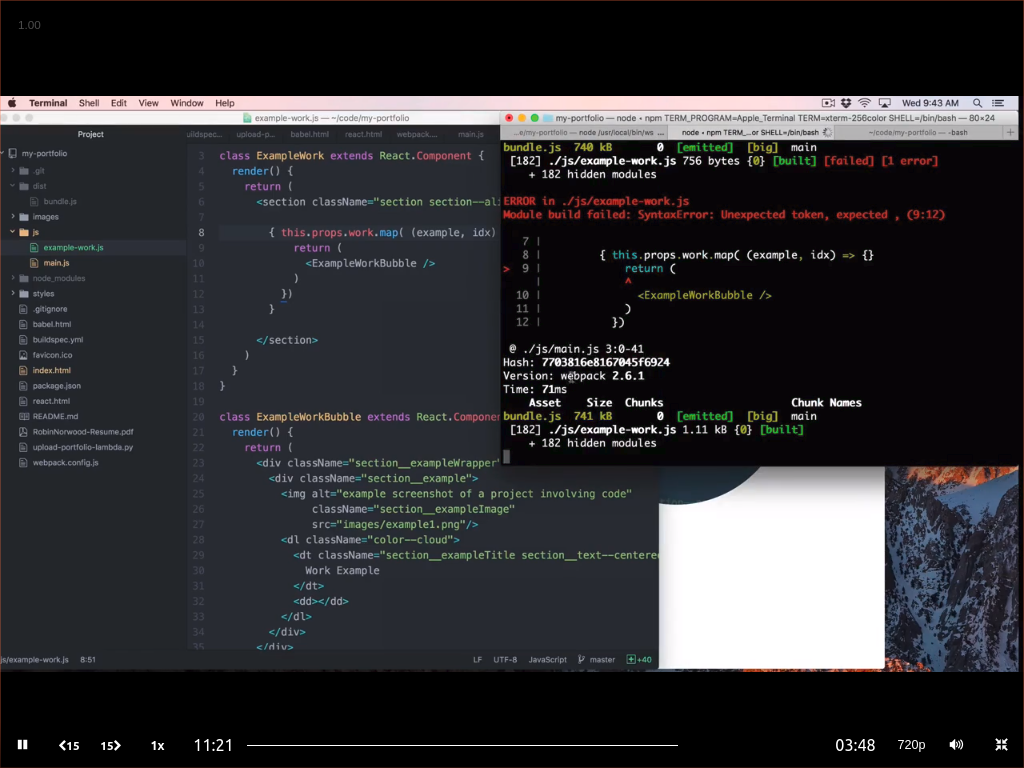 1.00
Terminal Shell Edit View Window Help
Wed 9:43 AM
example-work.js — ~/code/my-portfolio
my-portfolio — node • npm TERM_PROGRAM=Apple_Terminal TERM=xterm-256color SHELL=/bin/bash — 80×24
Project
uildspec... upload-p... babel.html react.html webpack.... main.js
...e/my-portfolio — node /usr/local/bin/ws ... node • npm TERM_...or SHELL=/bin/bash ~/code/my-portfolio — -bash +
my-portfolio
.git
dist
bundle.js
images
js
example-work.js
main.js
node_modules
styles
.gitignore
babel.html
buildspec.yml
favicon.ico
index.html
package.json
react.html
README.md
RobinNorwood-Resume.pdf
upload-portfolio-lambda.py
webpack.config.js
3 class ExampleWork extends React.Component {
4 render() {
5 return (
6 <section className="section section--ali
7
8 { this.props.work.map( (example, idx)
9 return (
10 <ExampleWorkBubble />
11 )
12 })
13 }
14
15 </section>
16 )
17 }
18 }
19
20 class ExampleWorkBubble extends React.Componen
21 render() {
22 return (
23 <div className="section__exampleWrapper"
24 <div className="section__example">
25 <img alt="example screenshot of a project involving code"
26 className="section__exampleImage"
27 src="images/example1.png"/>
28 <dl className="color--cloud">
29 <dt className="section__exampleTitle section__text--centered
30 Work Example
31 </dt>
32 <dd></dd>
33 </dl>
34 </div>
35 </div>
bundle.js 740 kB 0 [emitted] [big] main
[182] ./js/example-work.js 756 bytes {0} [built] [failed] [1 error]
+ 182 hidden modules
ERROR in ./js/example-work.js
Module build failed: SyntaxError: Unexpected token, expected , (9:12)
7 |
8 | { this.props.work.map( (example, idx) => {}
> 9 | return (
| ^
10 | <ExampleWorkBubble />
11 | )
12 | })
@ ./js/main.js 3:0-41
Hash: 7703816e8167045f6924
Version: webpack 2.6.1
Time: 71ms
Asset Size Chunks Chunk Names
bundle.js 741 kB 0 [emitted] [big] main
[182] ./js/example-work.js 1.11 kB {0} [built]
+ 182 hidden modules
js/example-work.js 8:51 LF UTF-8 JavaScript master +40
15 15 1x 11:21 03:48 720p